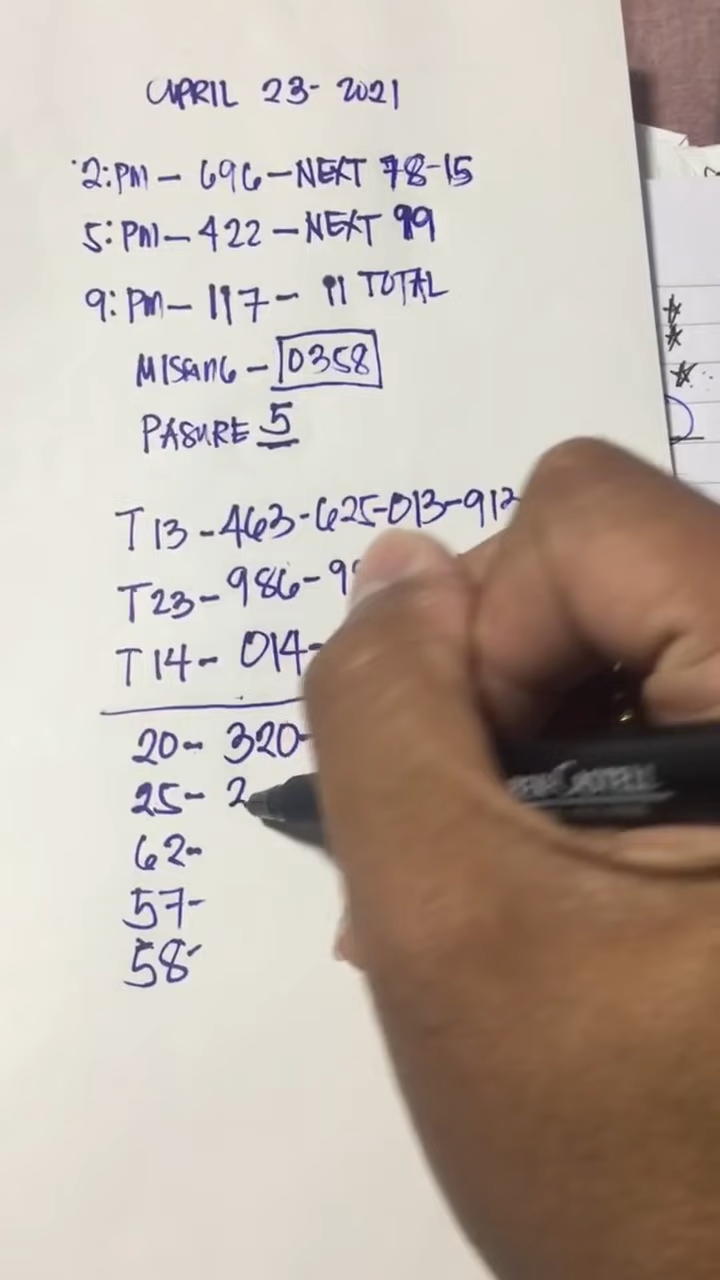 APRIL 23- 2021
2:PM - 696 - NEXT 78-15
5:PM - 422 - NEXT 99
9:PM - 117 - 11 TOTAL
MISSING - 0358
PASURE 5
T13 - 463 - 625 - 013 - 912
T23 - 986 - 9
T14 - 014 -
20 - 320 -
25 - 2
62 -
57 -
58 -